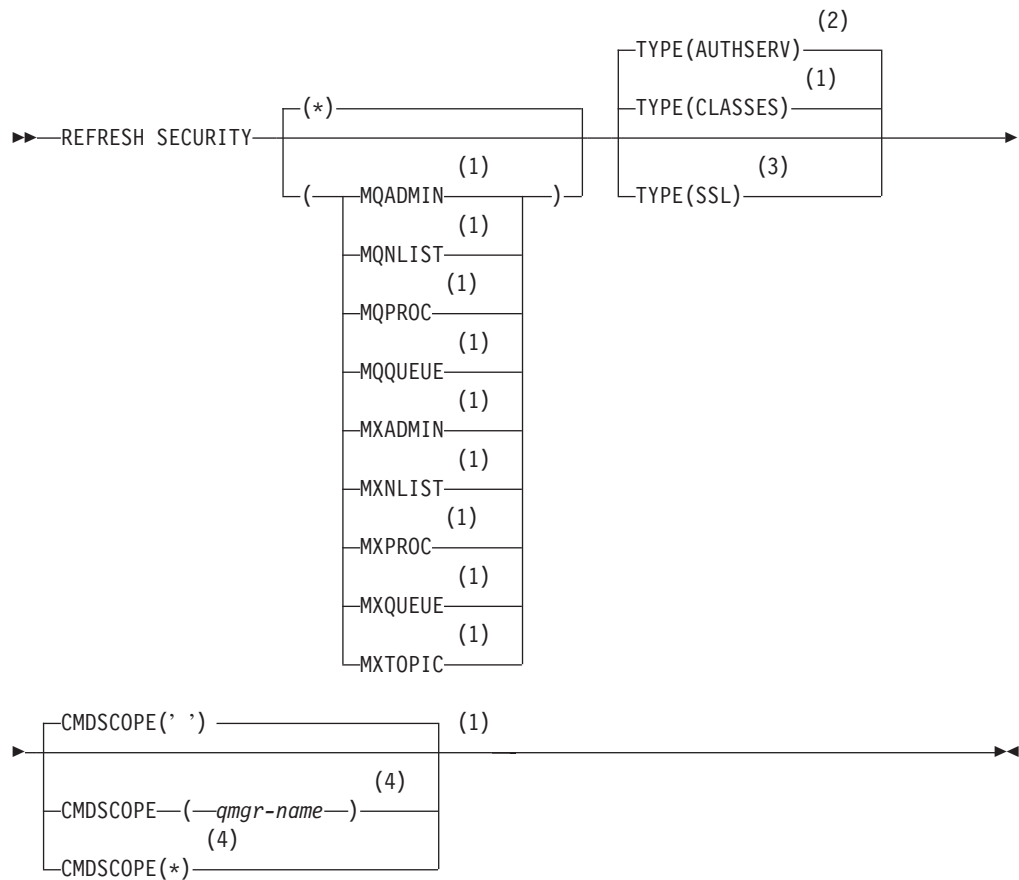 (2)
TYPE(AUTHSERV)
(1)
(*)
TYPE(CLASSES)
REFRESH SECURITY
(1)
(3)
( MQADMIN )
TYPE(SSL)
(1)
MQNLIST
(1)
MQPROC
(1)
MQQUEUE
(1)
MXADMIN
(1)
MXNLIST
(1)
MXPROC
(1)
MXQUEUE
(1)
MXTOPIC
CMDSCOPE(’ ’)
(1)
(4)
CMDSCOPE ( qmgr-name )
(4)
CMDSCOPE(*)